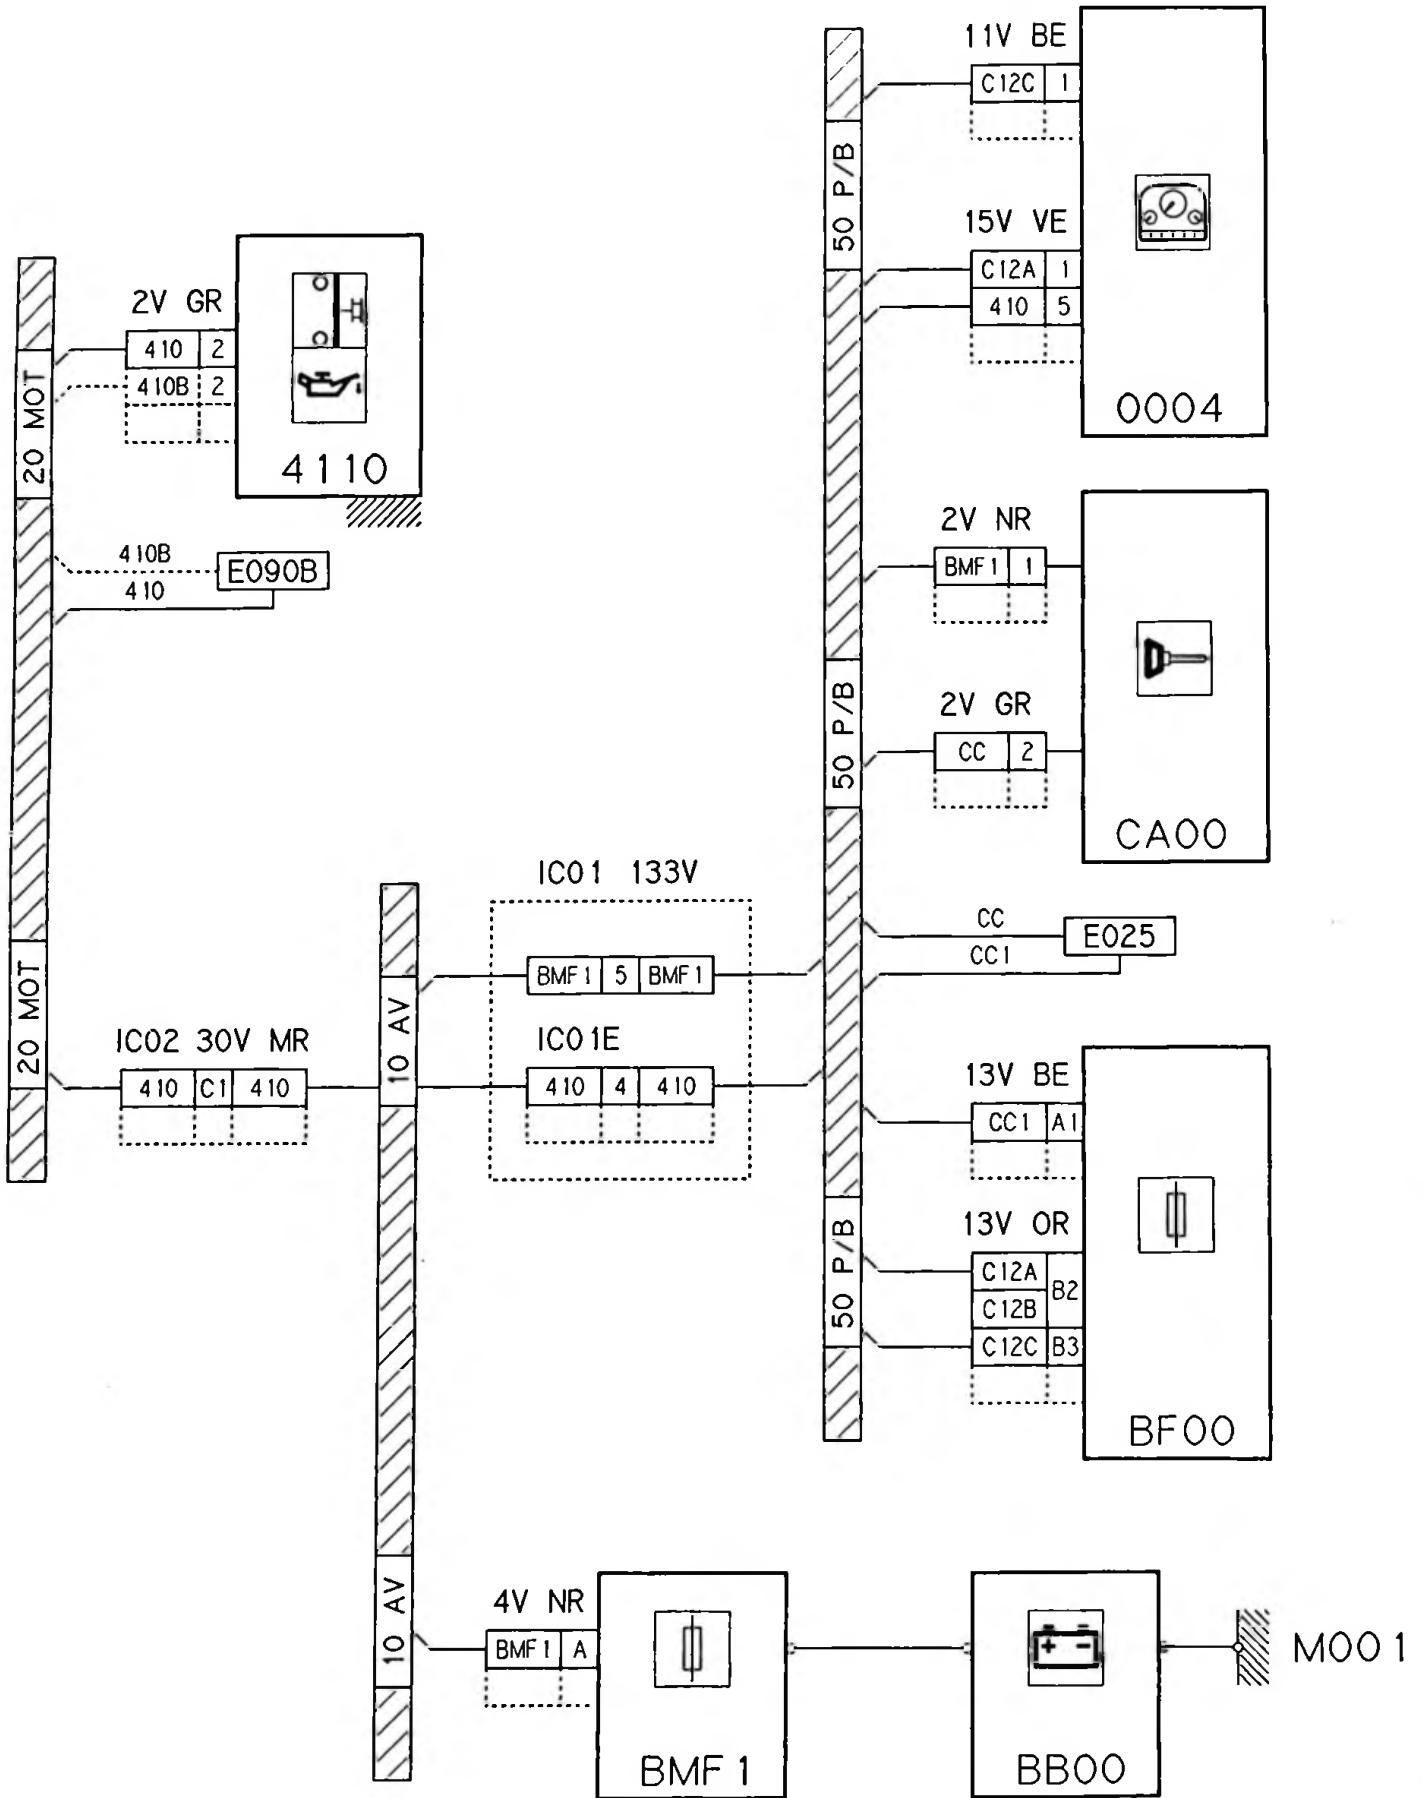 11V BE
C12C 1
50 P/B
15V VE
C12A 1
410 5
0004
2V GR
410 2
410B 2
20 MOT
4110
410B
E090B
410
2V NR
BMF1 1
50 P/B
2V GR
CC 2
CA00
IC01 133V
CC
E025
CC1
BMF1 5 BMF1
20 MOT
10 AV
IC02 30V MR
IC01E
410 C1 410
410 4 410
13V BE
CC1 A1
13V OR
50 P/B
C12A
B2
C12B
C12C B3
BF00
10 AV
4V NR
BMF1 A
M001
BMF1
BB00